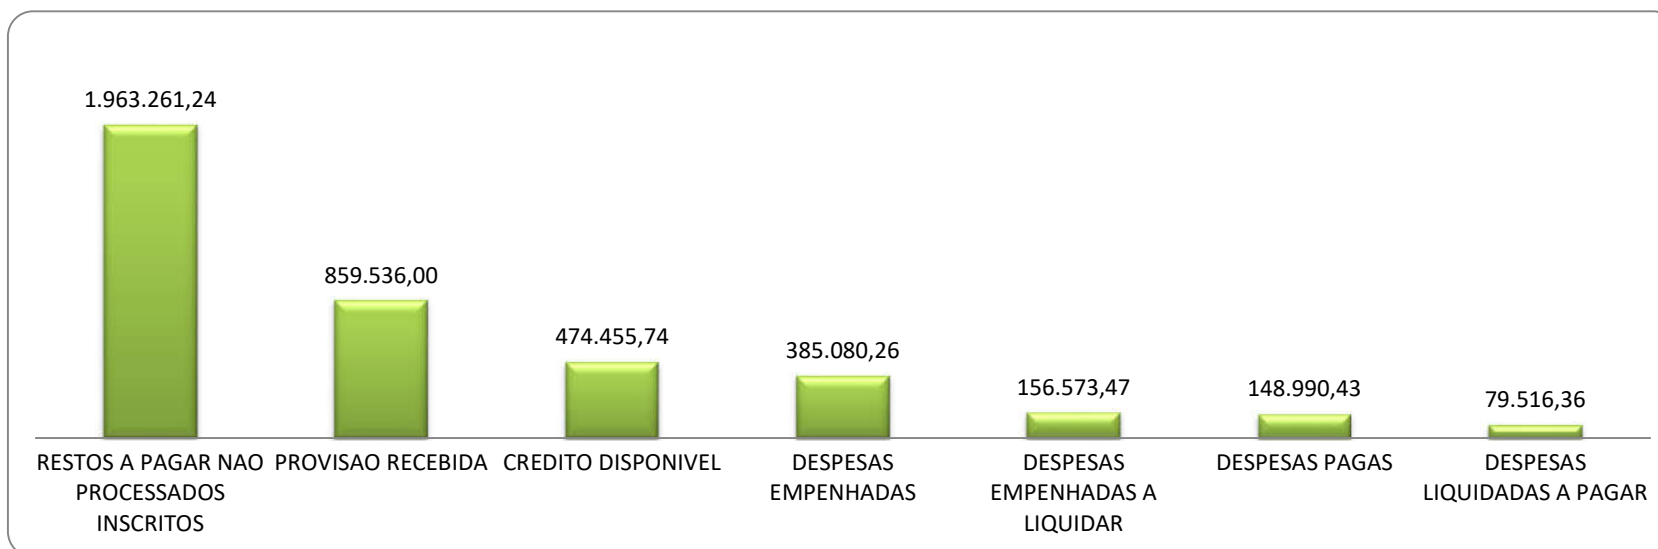 1.963.261,24
859.536,00
474.455,74
385.080,26
156.573,47
148.990,43
79.516,36
RESTOS A PAGAR NAO
PROCESSADOS
INSCRITOS
PROVISAO RECEBIDA
CREDITO DISPONIVEL
DESPESAS
EMPENHADAS
DESPESAS
EMPENHADAS A
LIQUIDAR
DESPESAS PAGAS
DESPESAS
LIQUIDADAS A PAGAR